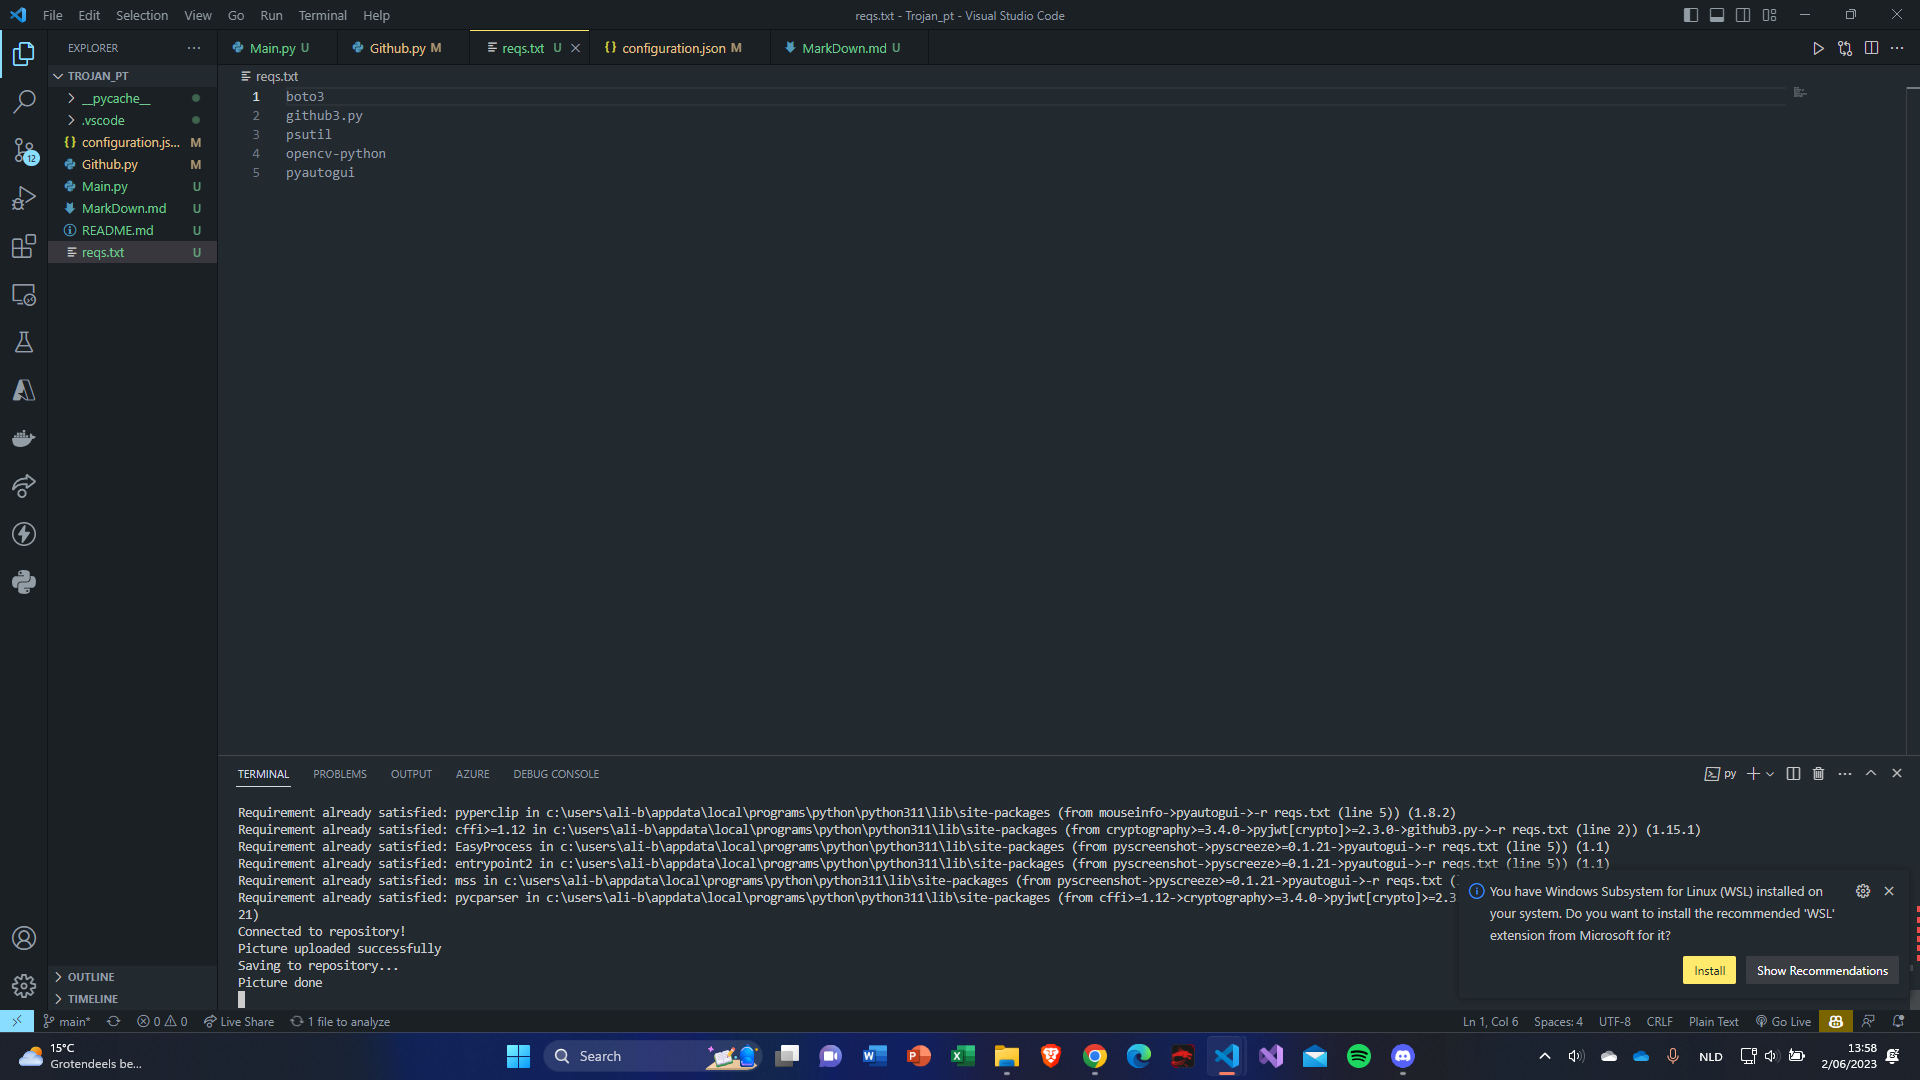 File Edit Selection View Go Run Terminal Help
reqs.txt - Trojan_pt - Visual Studio Code
EXPLORER
Main.py U
Github.py M
reqs.txt U
{} configuration.json M
MarkDown.md U
TROJAN_PT
__pycache__
.vscode
{} configuration.js... M
Github.py M
Main.py U
MarkDown.md U
README.md U
reqs.txt U
12
reqs.txt
1 boto3
2 github3.py
3 psutil
4 opencv-python
5 pyautogui
TERMINAL PROBLEMS OUTPUT AZURE DEBUG CONSOLE
py
Requirement already satisfied: pyperclip in c:\users\ali-b\appdata\local\programs\python\python311\lib\site-packages (from mouseinfo->pyautogui->-r reqs.txt (line 5)) (1.8.2)
Requirement already satisfied: cffi>=1.12 in c:\users\ali-b\appdata\local\programs\python\python311\lib\site-packages (from cryptography>=3.4.0->pyjwt[crypto]>=2.3.0->github3.py->-r reqs.txt (line 2)) (1.15.1)
Requirement already satisfied: EasyProcess in c:\users\ali-b\appdata\local\programs\python\python311\lib\site-packages (from pyscreenshot->pyscreeze>=0.1.21->pyautogui->-r reqs.txt (line 5)) (1.1)
Requirement already satisfied: entrypoint2 in c:\users\ali-b\appdata\local\programs\python\python311\lib\site-packages (from pyscreenshot->pyscreeze>=0.1.21->pyautogui->-r reqs.txt (line 5)) (1.1)
Requirement already satisfied: mss in c:\users\ali-b\appdata\local\programs\python\python311\lib\site-packages (from pyscreenshot->pyscreeze>=0.1.21->pyautogui->-r reqs.txt (
Requirement already satisfied: pycparser in c:\users\ali-b\appdata\local\programs\python\python311\lib\site-packages (from cffi>=1.12->cryptography>=3.4.0->pyjwt[crypto]>=2.3
21)
Connected to repository!
Picture uploaded successfully
Saving to repository...
Picture done
You have Windows Subsystem for Linux (WSL) installed on
your system. Do you want to install the recommended 'WSL'
extension from Microsoft for it?
Install
Show Recommendations
OUTLINE
TIMELINE
main* 0 0 Live Share 1 file to analyze
Ln 1, Col 6 Spaces: 4 UTF-8 CRLF Plain Text Go Live
15°C
Grotendeels be...
Search
NLD
13:58
2/06/2023